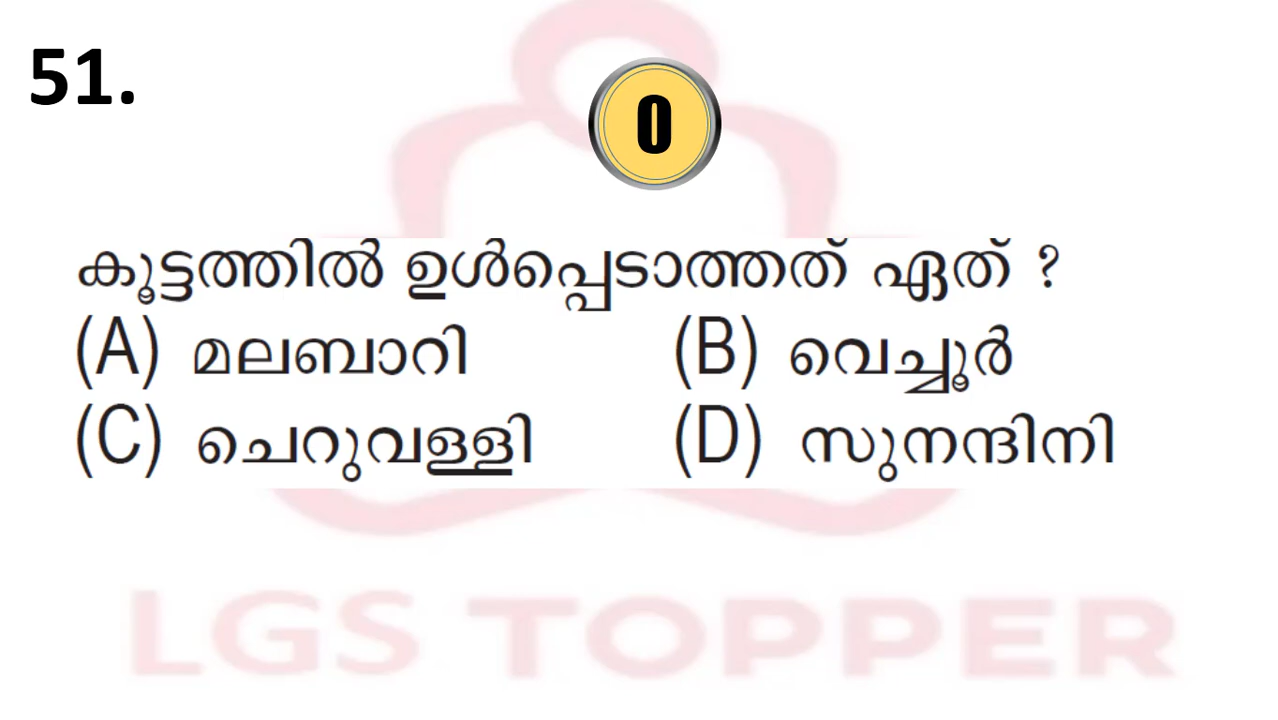 51.
0
കൂട്ടത്തിൽ ഉൾപ്പെടാത്തത് ഏത് ?
(A) മലബാറി (B) വെച്ചൂർ
(C) ചെറുവള്ളി (D) സുനന്ദിനി
LGS TOPPER